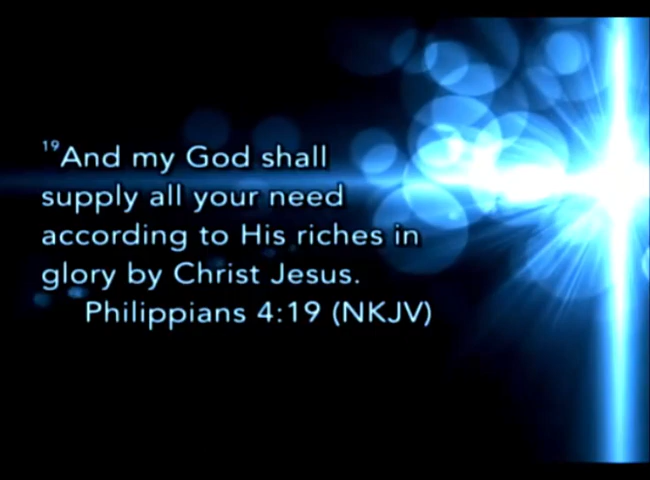 ¹⁹And my God shall
supply all your need
according to His riches in
glory by Christ Jesus.
Philippians 4:19 (NKJV)